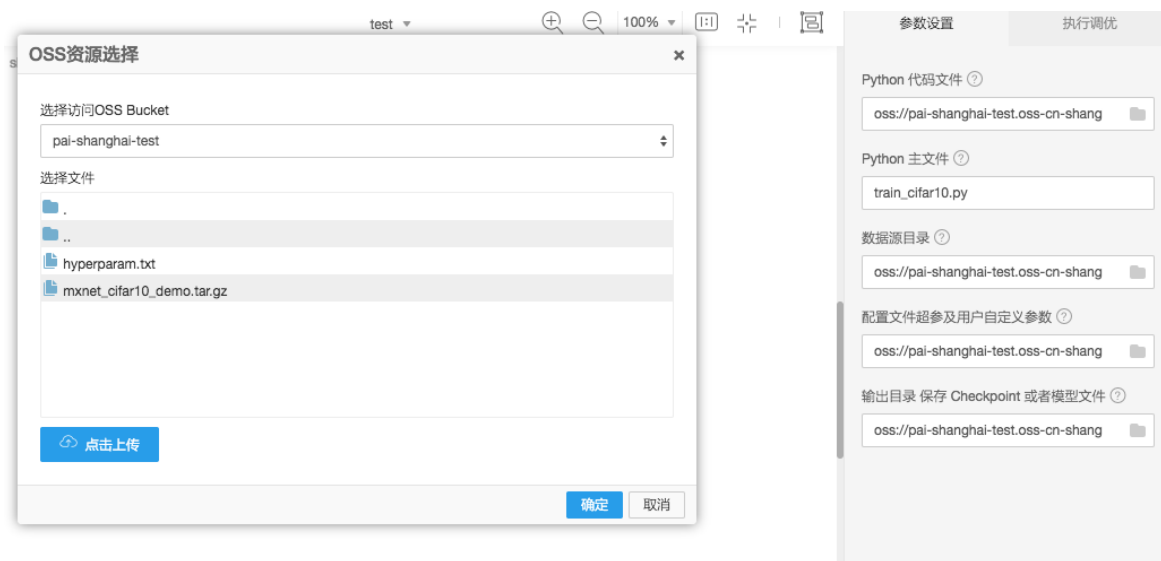 test
100%
OSS资源选择
选择访问OSS Bucket
pai-shanghai-test
选择文件
.
..
hyperparam.txt
mxnet_cifar10_demo.tar.gz
点击上传
确定
取消
参数设置
执行调优
Python 代码文件
oss://pai-shanghai-test.oss-cn-shang
Python 主文件
train_cifar10.py
数据源目录
oss://pai-shanghai-test.oss-cn-shang
配置文件超参及用户自定义参数
oss://pai-shanghai-test.oss-cn-shang
输出目录 保存 Checkpoint 或者模型文件
oss://pai-shanghai-test.oss-cn-shang